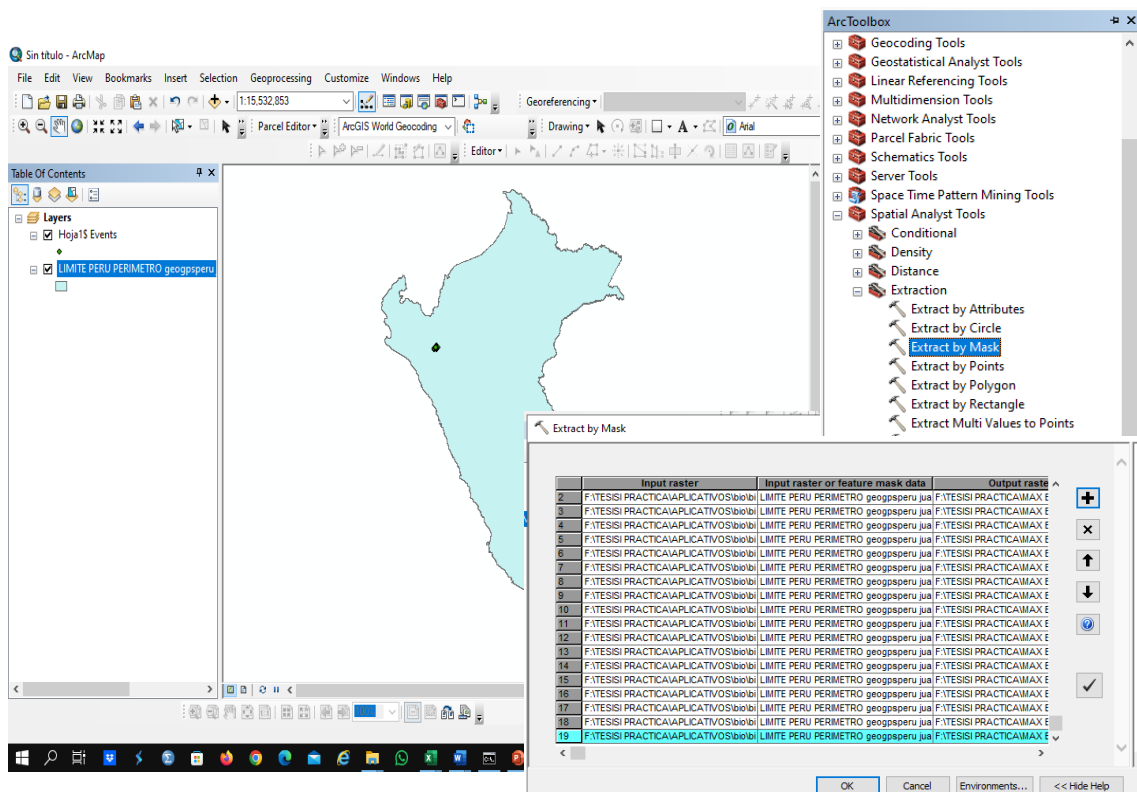 Sin título - ArcMap
File Edit View Bookmarks Insert Selection Geoprocessing Customize Windows Help
1:15,532,853
Georeferencing
Parcel Editor
ArcGIS World Geocoding
Drawing
A
Arial
Editor
Table Of Contents
Layers
Hoja1$ Events
LIMITE PERU PERIMETRO geogpsperu
ArcToolbox
Geocoding Tools
Geostatistical Analyst Tools
Linear Referencing Tools
Multidimension Tools
Network Analyst Tools
Parcel Fabric Tools
Schematics Tools
Server Tools
Space Time Pattern Mining Tools
Spatial Analyst Tools
Conditional
Density
Distance
Extraction
Extract by Attributes
Extract by Circle
Extract by Mask
Extract by Points
Extract by Polygon
Extract by Rectangle
Extract Multi Values to Points
Extract by Mask
Input raster Input raster or feature mask data Output raste
2 F:\TESISI PRACTICA\APLICATIVOS\bio\bi LIMITE PERU PERIMETRO geogpsperu jua F:\TESISI PRACTICA\MAX E
3 F:\TESISI PRACTICA\APLICATIVOS\bio\bi LIMITE PERU PERIMETRO geogpsperu jua F:\TESISI PRACTICA\MAX E
4 F:\TESISI PRACTICA\APLICATIVOS\bio\bi LIMITE PERU PERIMETRO geogpsperu jua F:\TESISI PRACTICA\MAX E
5 F:\TESISI PRACTICA\APLICATIVOS\bio\bi LIMITE PERU PERIMETRO geogpsperu jua F:\TESISI PRACTICA\MAX E
6 F:\TESISI PRACTICA\APLICATIVOS\bio\bi LIMITE PERU PERIMETRO geogpsperu jua F:\TESISI PRACTICA\MAX E
7 F:\TESISI PRACTICA\APLICATIVOS\bio\bi LIMITE PERU PERIMETRO geogpsperu jua F:\TESISI PRACTICA\MAX E
8 F:\TESISI PRACTICA\APLICATIVOS\bio\bi LIMITE PERU PERIMETRO geogpsperu jua F:\TESISI PRACTICA\MAX E
9 F:\TESISI PRACTICA\APLICATIVOS\bio\bi LIMITE PERU PERIMETRO geogpsperu jua F:\TESISI PRACTICA\MAX E
10 F:\TESISI PRACTICA\APLICATIVOS\bio\bi LIMITE PERU PERIMETRO geogpsperu jua F:\TESISI PRACTICA\MAX E
11 F:\TESISI PRACTICA\APLICATIVOS\bio\bi LIMITE PERU PERIMETRO geogpsperu jua F:\TESISI PRACTICA\MAX E
12 F:\TESISI PRACTICA\APLICATIVOS\bio\bi LIMITE PERU PERIMETRO geogpsperu jua F:\TESISI PRACTICA\MAX E
13 F:\TESISI PRACTICA\APLICATIVOS\bio\bi LIMITE PERU PERIMETRO geogpsperu jua F:\TESISI PRACTICA\MAX E
14 F:\TESISI PRACTICA\APLICATIVOS\bio\bi LIMITE PERU PERIMETRO geogpsperu jua F:\TESISI PRACTICA\MAX E
15 F:\TESISI PRACTICA\APLICATIVOS\bio\bi LIMITE PERU PERIMETRO geogpsperu jua F:\TESISI PRACTICA\MAX E
16 F:\TESISI PRACTICA\APLICATIVOS\bio\bi LIMITE PERU PERIMETRO geogpsperu jua F:\TESISI PRACTICA\MAX E
17 F:\TESISI PRACTICA\APLICATIVOS\bio\bi LIMITE PERU PERIMETRO geogpsperu jua F:\TESISI PRACTICA\MAX E
18 F:\TESISI PRACTICA\APLICATIVOS\bio\bi LIMITE PERU PERIMETRO geogpsperu jua F:\TESISI PRACTICA\MAX E
19 F:\TESISI PRACTICA\APLICATIVOS\bio\bi LIMITE PERU PERIMETRO geogpsperu jua F:\TESISI PRACTICA\MAX E
OK Cancel Environments... << Hide Help